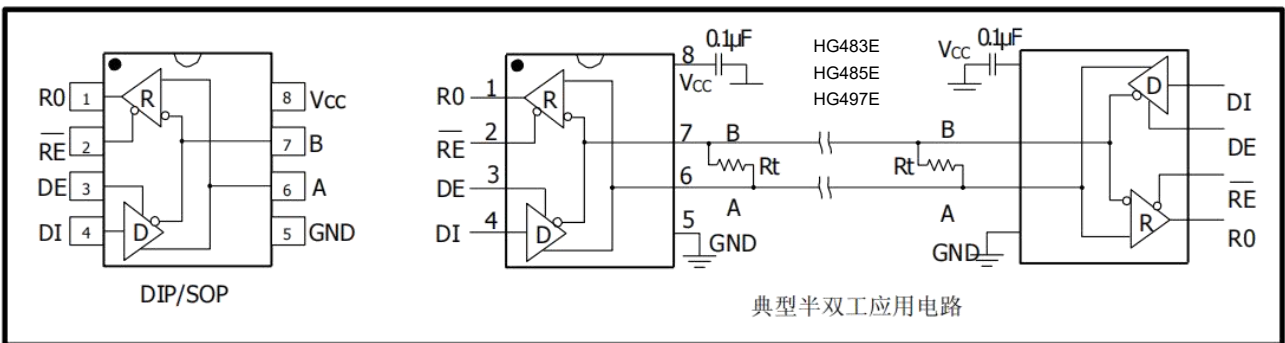 R0 1 R 8 Vcc
RE 2 7 B
DE 3 6 A
DI 4 D 5 GND
DIP/SOP
0.1µF
8
VCC
R0 1 R
RE 2
DE 3
DI 4 D
7 B
Rt
6
A
5
GND
HG483E
HG485E
HG497E
VCC 0.1µF
B
Rt
A
GND
D
DI
DE
RE
R
R0
典型半双工应用电路